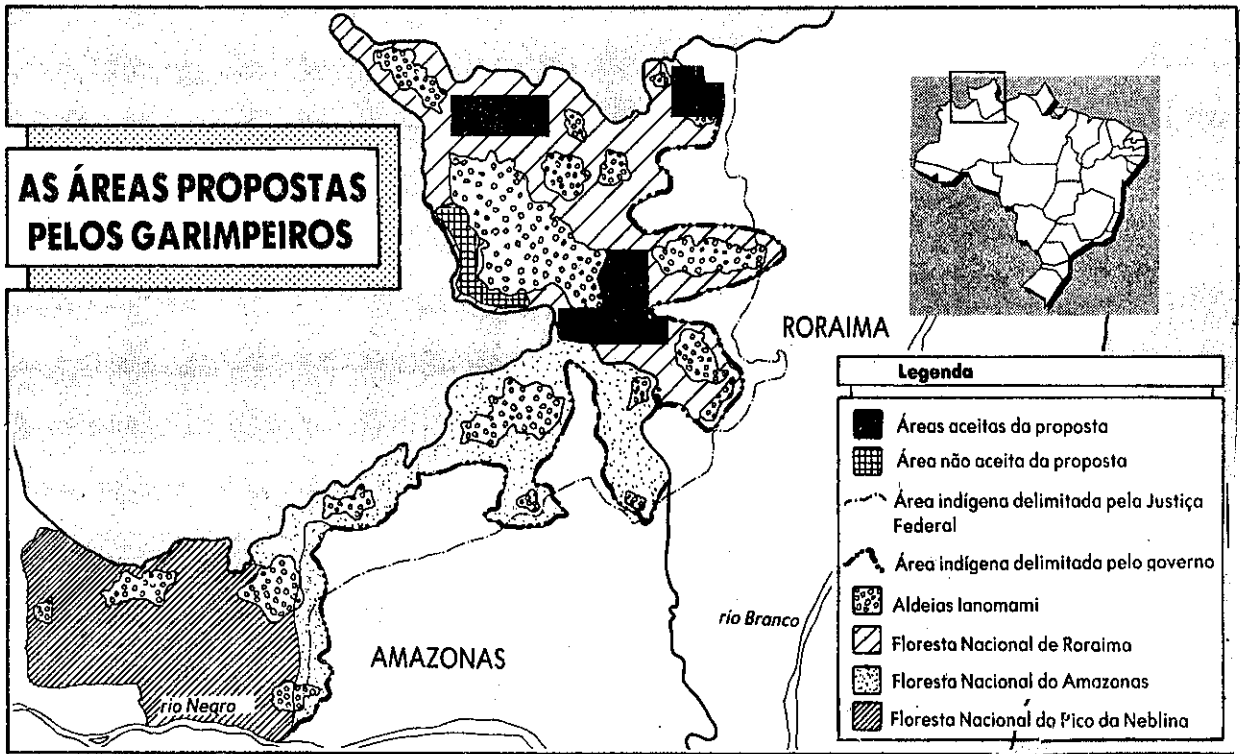 AS ÁREAS PROPOSTAS
PELOS GARIMPEIROS
RORAIMA
AMAZONAS
rio Branco
rio Negro
Legenda
Áreas aceitas da proposta
Área não aceita da proposta
Área indígena delimitada pela Justiça
Federal
Área indígena delimitada pelo governo
Aldeias Ianomami
Floresta Nacional de Roraima
Floresta Nacional do Amazonas
Floresta Nacional do Pico da Neblina